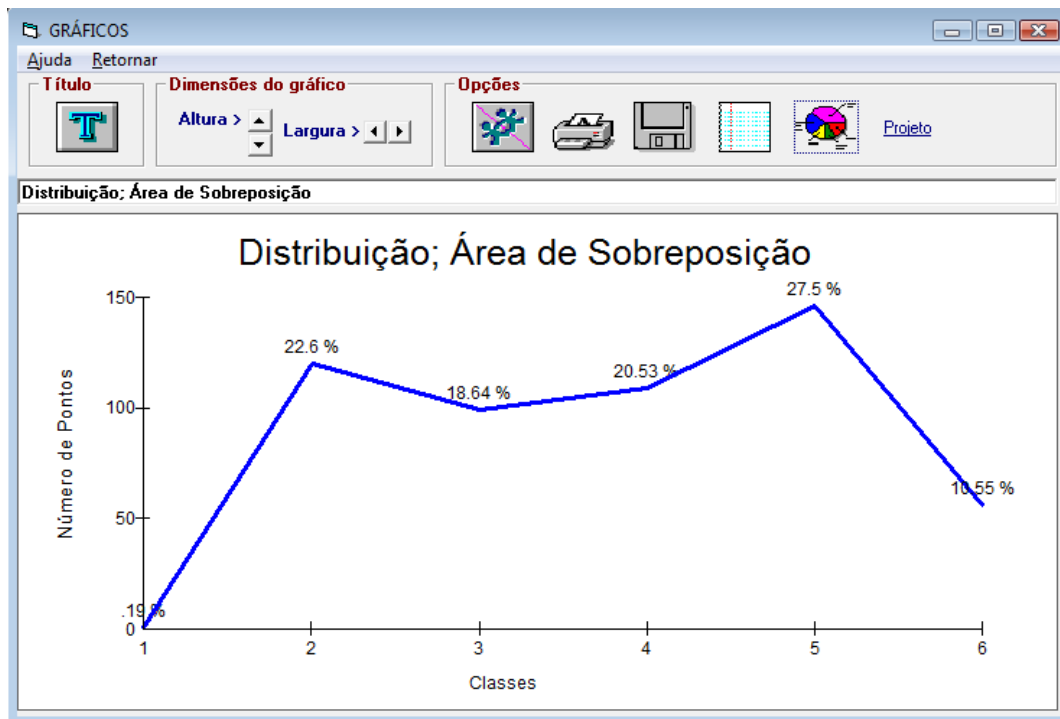 GRÁFICOS
Ajuda Retornar
Título
Dimensões do gráfico
Opções
T
Altura >
Largura >
Projeto
Distribuição; Área de Sobreposição
Distribuição; Área de Sobreposição
150
100
50
0
Número de Pontos
.19 %
22.6 %
18.64 %
20.53 %
27.5 %
10.55 %
1 2 3 4 5 6
Classes